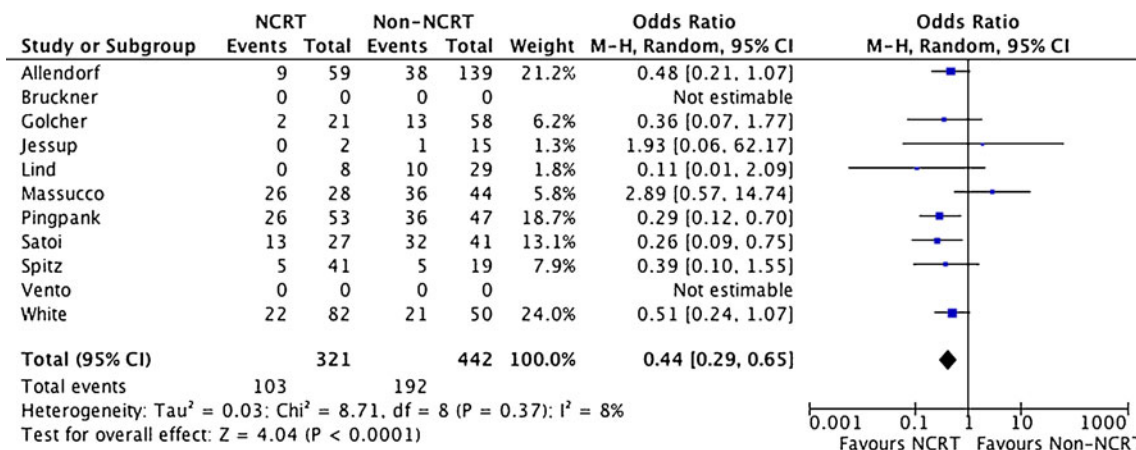 NCRT Non-NCRT Odds Ratio Odds Ratio
Study or Subgroup Events Total Events Total Weight M-H, Random, 95% CI M-H, Random, 95% CI
Allendorf 9 59 38 139 21.2% 0.48 [0.21, 1.07]
Bruckner 0 0 0 0 Not estimable
Golcher 2 21 13 58 6.2% 0.36 [0.07, 1.77]
Jessup 0 2 1 15 1.3% 1.93 [0.06, 62.17]
Lind 0 8 10 29 1.8% 0.11 [0.01, 2.09]
Massucco 26 28 36 44 5.8% 2.89 [0.57, 14.74]
Pingpank 26 53 36 47 18.7% 0.29 [0.12, 0.70]
Satoi 13 27 32 41 13.1% 0.26 [0.09, 0.75]
Spitz 5 41 5 19 7.9% 0.39 [0.10, 1.55]
Vento 0 0 0 0 Not estimable
White 22 82 21 50 24.0% 0.51 [0.24, 1.07]
Total (95% CI) 321 442 100.0% 0.44 [0.29, 0.65]
Total events 103 192
Heterogeneity: Tau² = 0.03; Chi² = 8.71, df = 8 (P = 0.37); I² = 8%
Test for overall effect: Z = 4.04 (P < 0.0001)
0.001 0.1 1 10 1000
Favours NCRT Favours Non-NCRT